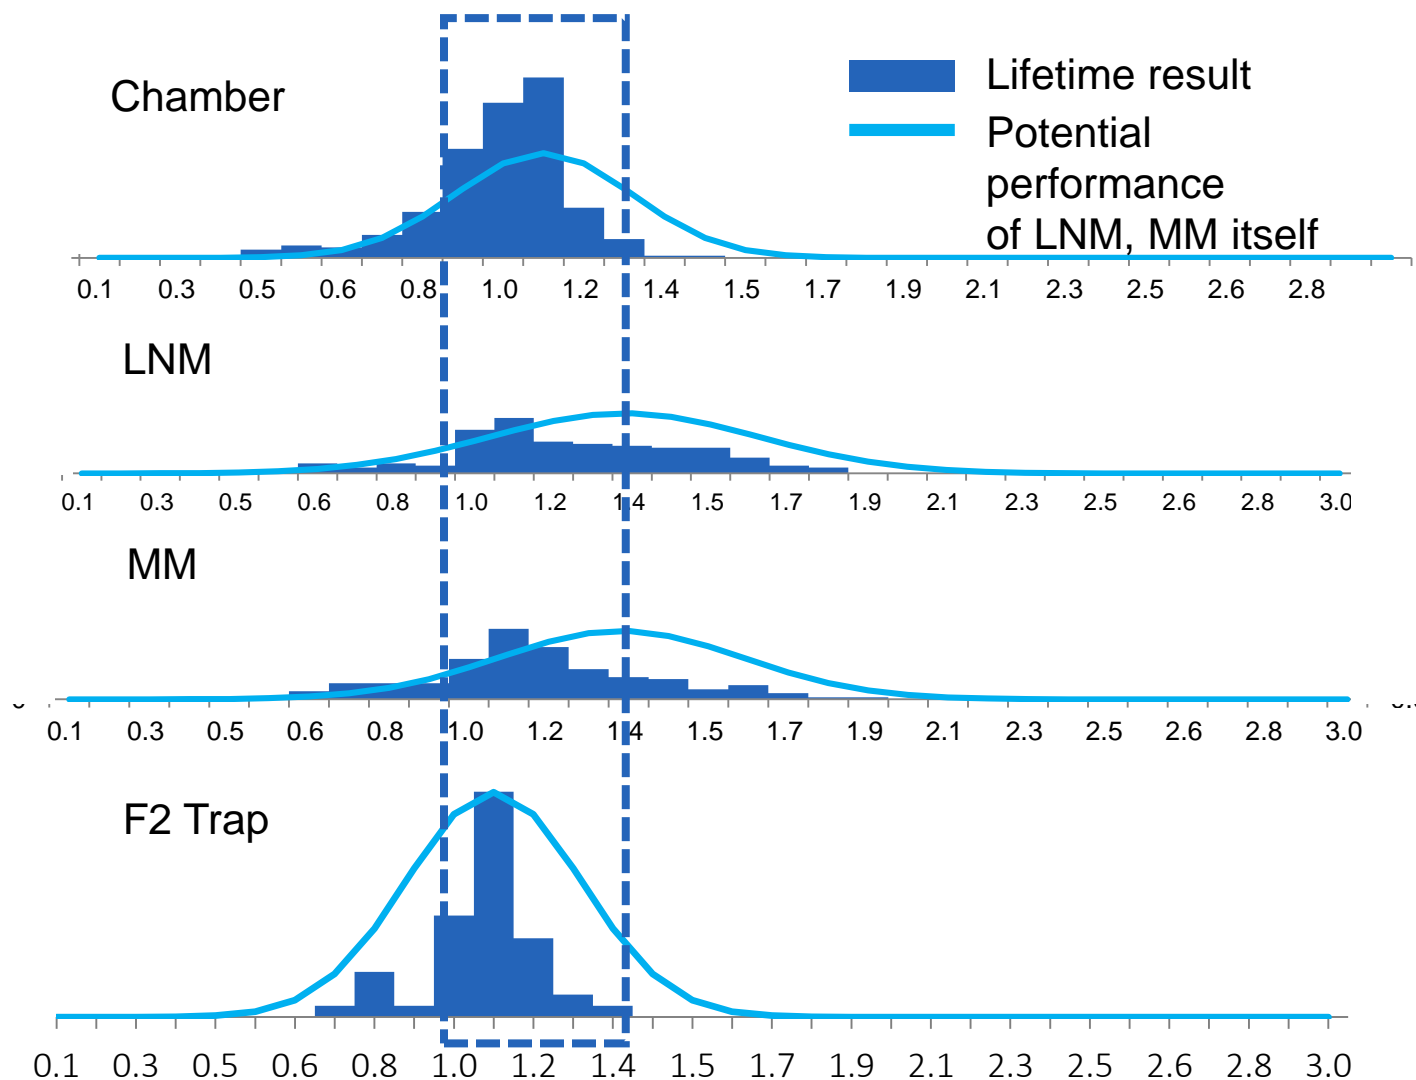 Chamber
Lifetime result
Potential
performance
of LNM, MM itself
0.1 0.3 0.5 0.6 0.8 1.0 1.2 1.4 1.5 1.7 1.9 2.1 2.3 2.5 2.6 2.8
LNM
0.1 0.3 0.5 0.6 0.8 1.0 1.2 1.4 1.5 1.7 1.9 2.1 2.3 2.5 2.6 2.8 3.0
MM
0.1 0.3 0.5 0.6 0.8 1.0 1.2 1.4 1.5 1.7 1.9 2.1 2.3 2.5 2.6 2.8 3.0
F2 Trap
0.1 0.3 0.5 0.6 0.8 1.0 1.2 1.4 1.5 1.7 1.9 2.1 2.3 2.5 2.6 2.8 3.0